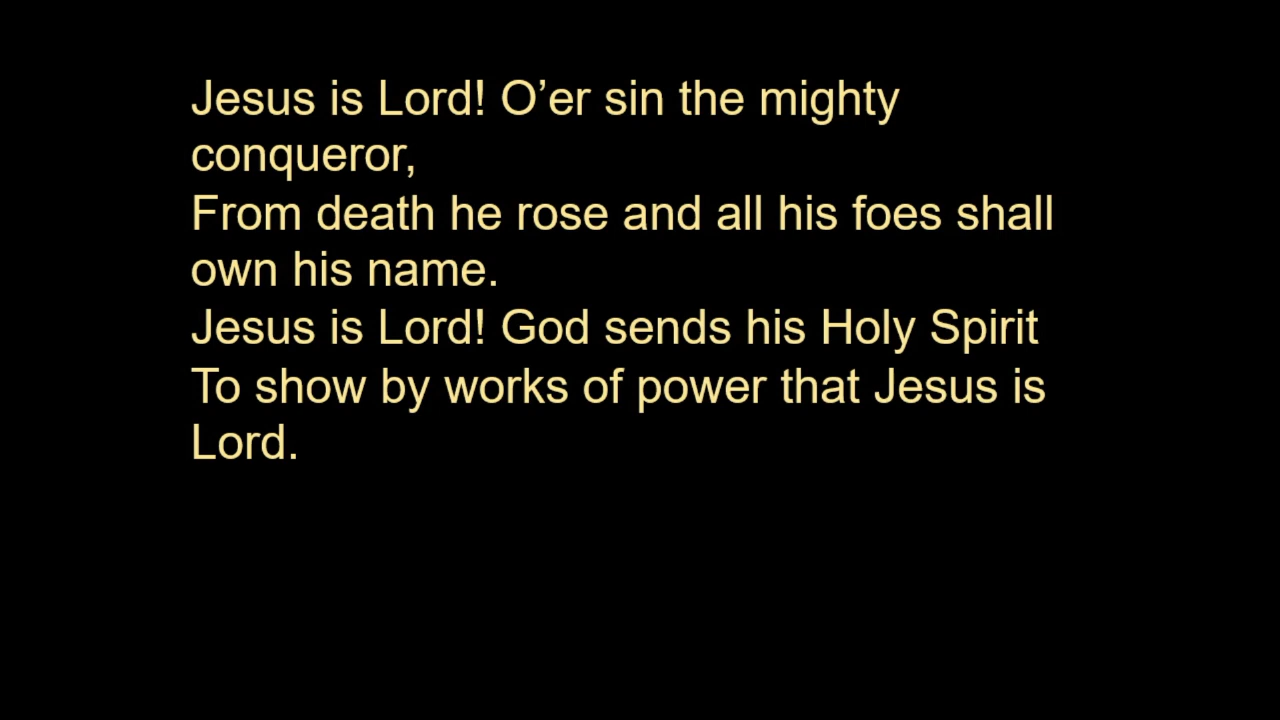 Jesus is Lord! O’er sin the mighty
conqueror,
From death he rose and all his foes shall
own his name.
Jesus is Lord! God sends his Holy Spirit
To show by works of power that Jesus is
Lord.